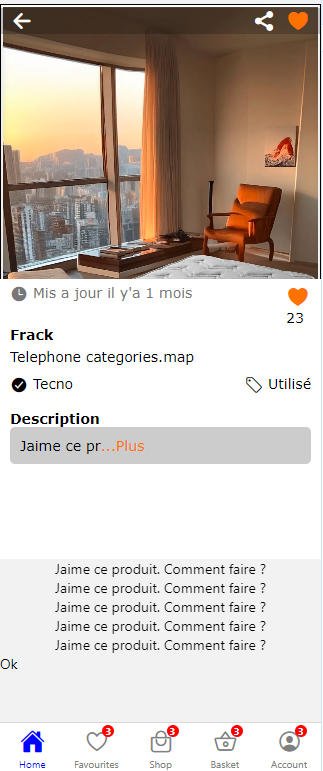 Mis a jour il y'a 1 mois
23
Frack
Telephone categories.map
Tecno
Utilisé
Description
Jaime ce pr...Plus
Jaime ce produit. Comment faire ?
Jaime ce produit. Comment faire ?
Jaime ce produit. Comment faire ?
Jaime ce produit. Comment faire ?
Jaime ce produit. Comment faire ?
Ok
3 3 3 3
Home Favourites Shop Basket Account